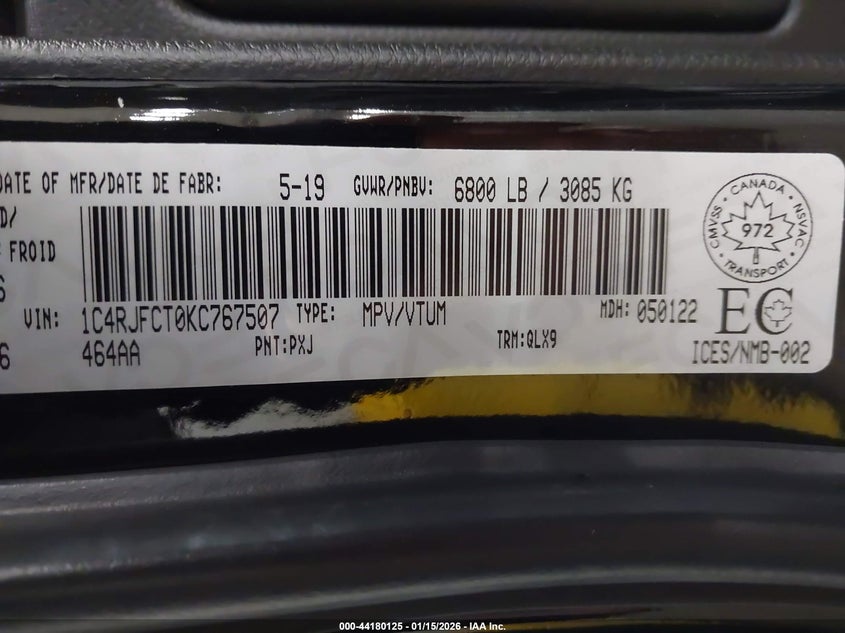 DATE OF MFR/DATE DE FABR: 5-19 GVWR/PNBV: 6800 LB / 3085 KG
FROID
VIN: 1C4RJFCT0KC767507 TYPE: MPV/VTUM MDH: 050122
464AA PNT:PXJ TRM:QLX9
CANADA
CMVSS 972 NSVAC
TRANSPORT
EC
ICES/NMB-002
000-44180125 - 01/15/2026 - IAA Inc.